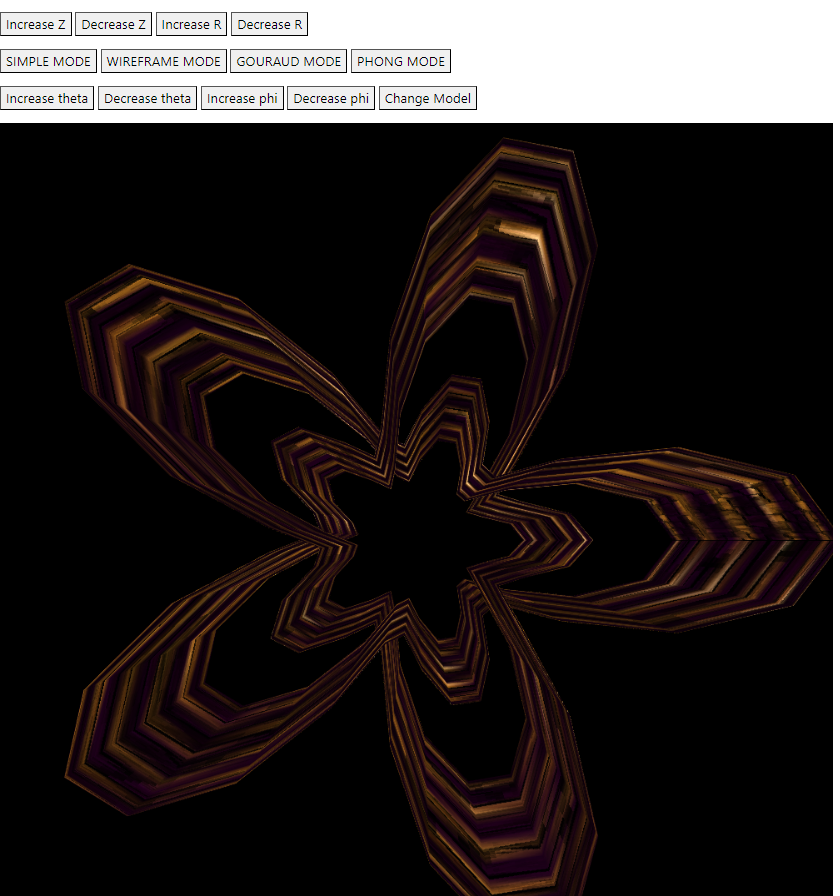 Increase Z Decrease Z Increase R Decrease R
SIMPLE MODE WIREFRAME MODE GOURAUD MODE PHONG MODE
Increase theta Decrease theta Increase phi Decrease phi Change Model